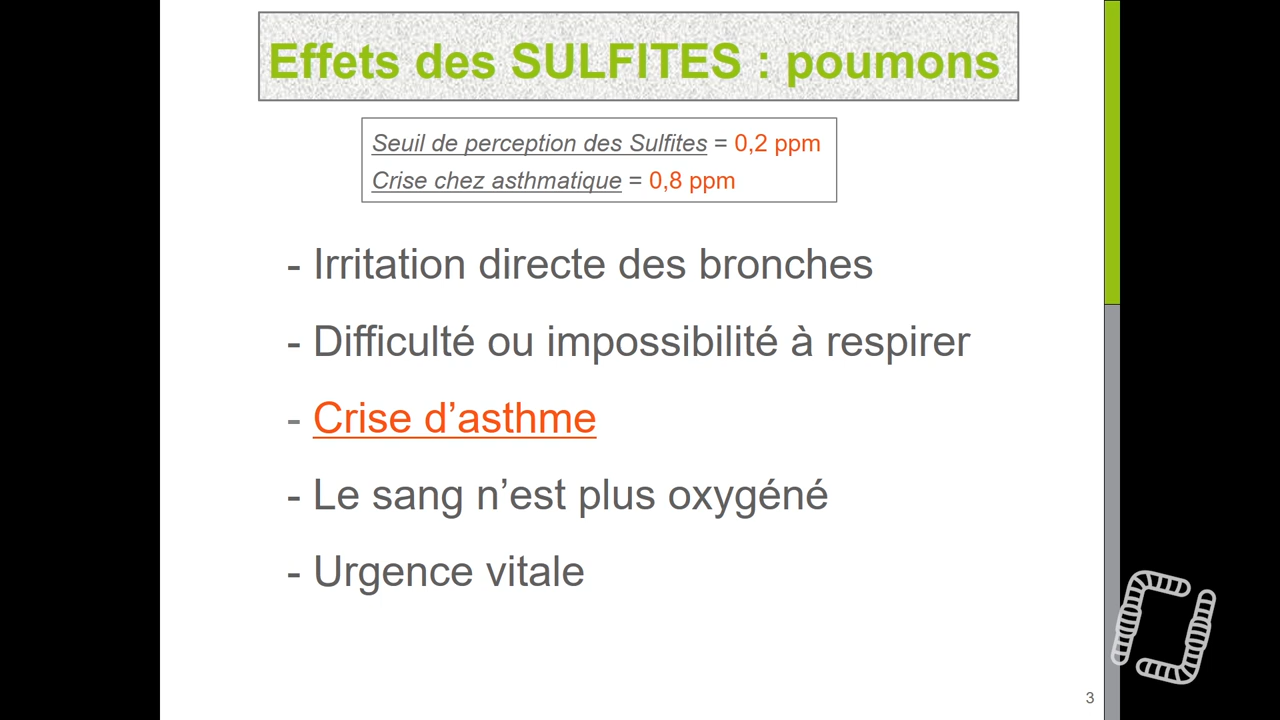 Effets des SULFITES : poumons
Seuil de perception des Sulfites = 0,2 ppm
Crise chez asthmatique = 0,8 ppm
- Irritation directe des bronches
- Difficulté ou impossibilité à respirer
- Crise d’asthme
- Le sang n’est plus oxygéné
- Urgence vitale
3